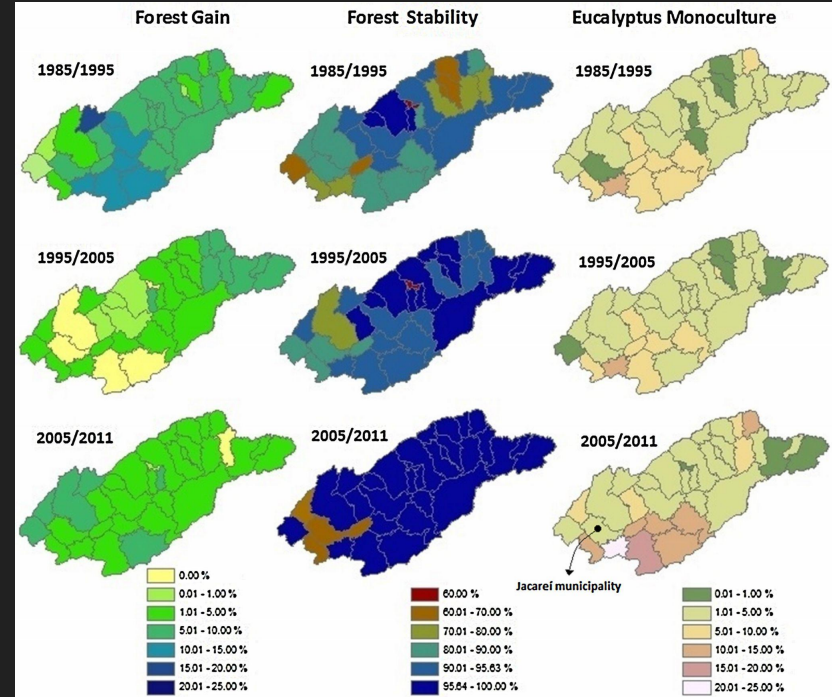 Forest Gain
Forest Stability
Eucalyptus Monoculture
1985/1995
1985/1995
1985/1995
1995/2005
1995/2005
1995/2005
2005/2011
2005/2011
2005/2011
Jacareí municipality
0.00 %
0.01 - 1.00 %
1.01 - 5.00 %
5.01 - 10.00 %
10.01 - 15.00 %
15.01 - 20.00 %
20.01 - 25.00 %
60.00 %
60.01 - 70.00 %
70.01 - 80.00 %
80.01 - 90.00 %
90.01 - 95.63 %
95.64 - 100.00 %
0.01 - 1.00 %
1.01 - 5.00 %
5.01 - 10.00 %
10.01 - 15.00 %
15.01 - 20.00 %
20.01 - 25.00 %